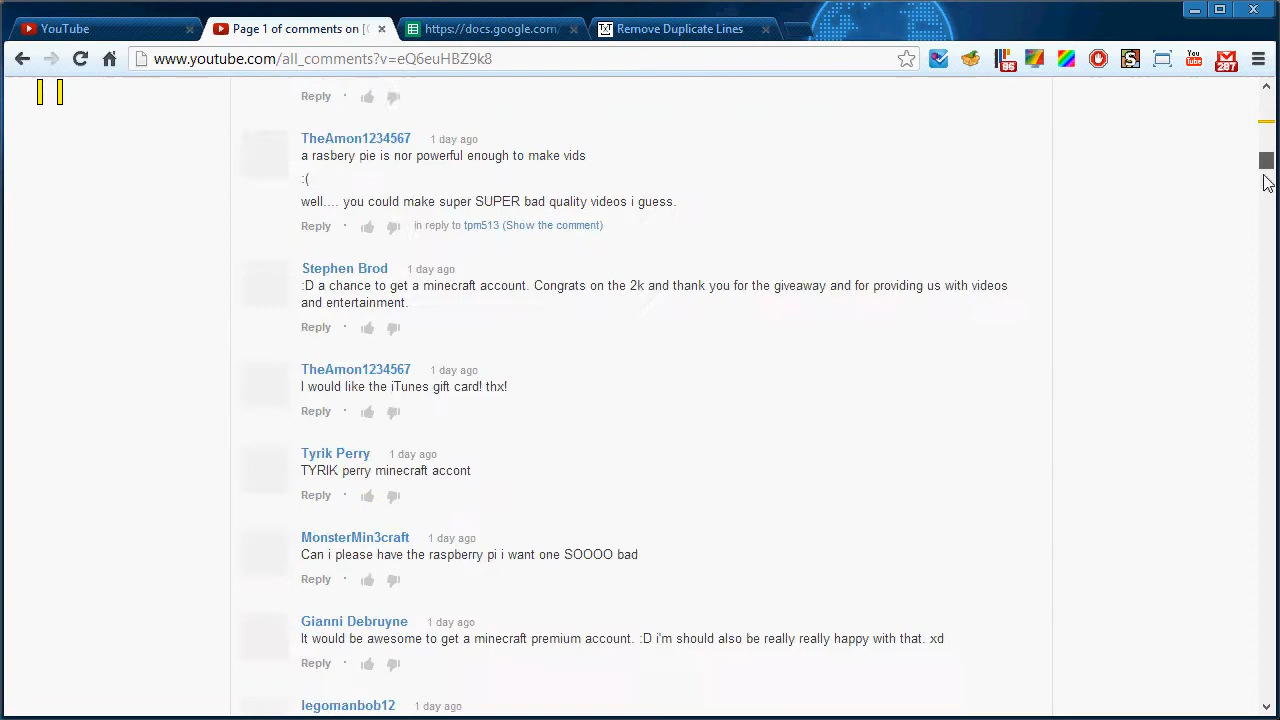 YouTube
Page 1 of comments on [
https://docs.google.com/
Remove Duplicate Lines
www.youtube.com/all_comments?v=eQ6euHBZ9k8
86
S
You
Tube
287
Reply
TheAmon1234567 1 day ago
a rasbery pie is nor powerful enough to make vids
:(
well.... you could make super SUPER bad quality videos i guess.
Reply · in reply to tpm513 (Show the comment)
Stephen Brod 1 day ago
:D a chance to get a minecraft account. Congrats on the 2k and thank you for the giveaway and for providing us with videos
and entertainment.
Reply ·
TheAmon1234567 1 day ago
I would like the iTunes gift card! thx!
Reply ·
Tyrik Perry 1 day ago
TYRIK perry minecraft accont
Reply ·
MonsterMin3craft 1 day ago
Can i please have the raspberry pi i want one SOOOO bad
Reply ·
Gianni Debruyne 1 day ago
It would be awesome to get a minecraft premium account. :D i'm should also be really really happy with that. xd
Reply ·
legomanbob12 1 day ago